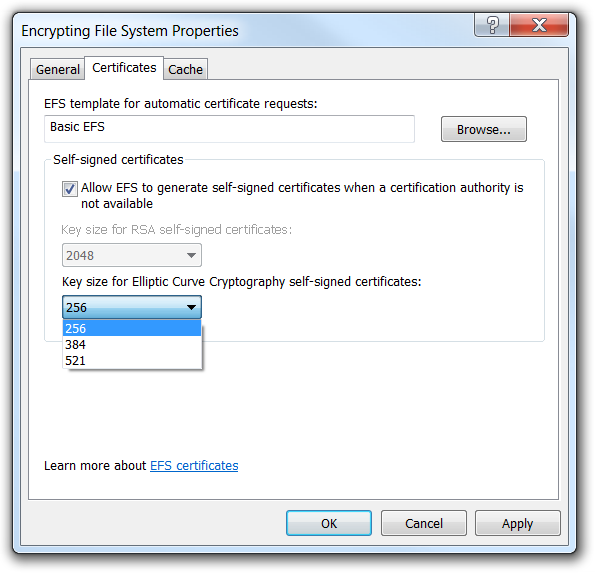 Encrypting File System Properties
General
Certificates
Cache
EFS template for automatic certificate requests:
Basic EFS
Browse...
Self-signed certificates
Allow EFS to generate self-signed certificates when a certification authority is
not available
Key size for RSA self-signed certificates:
2048
Key size for Elliptic Curve Cryptography self-signed certificates:
256
256
384
521
Learn more about EFS certificates
OK
Cancel
Apply